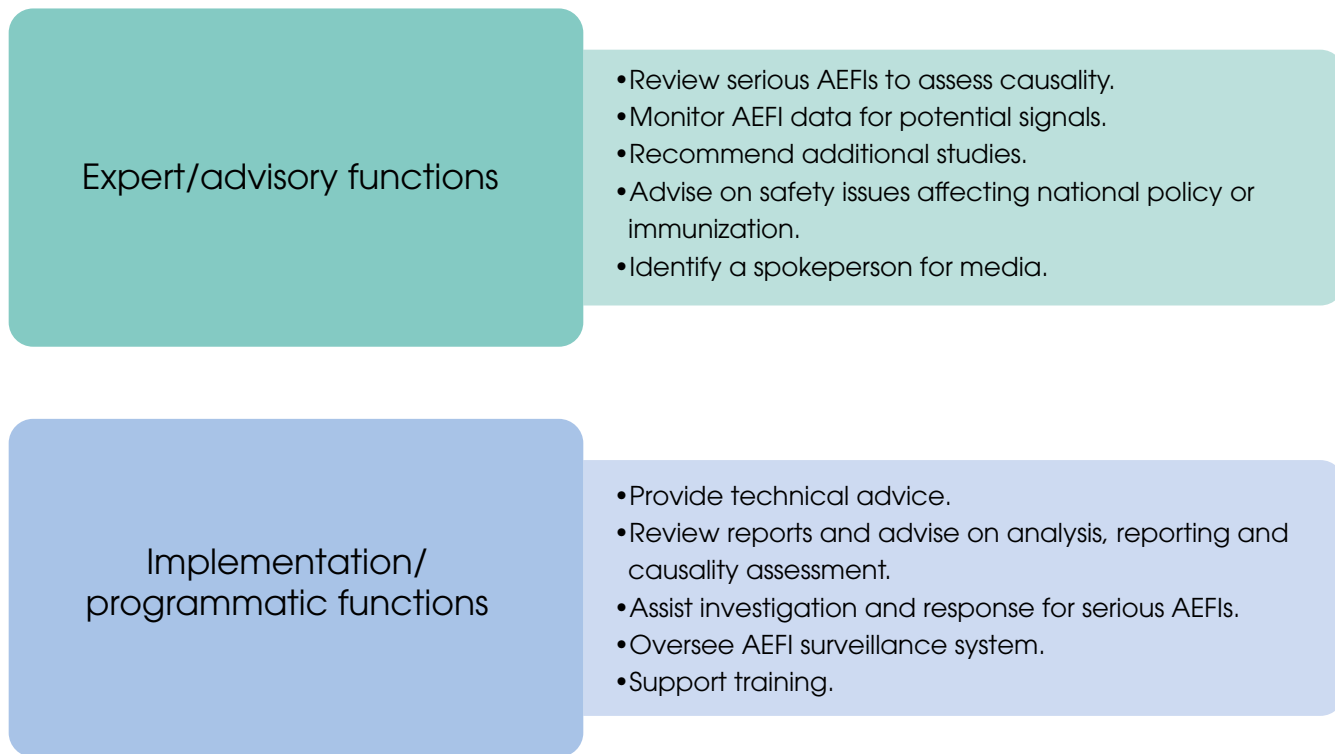 Expert/advisory functions
•Review serious AEFIs to assess causality.
•Monitor AEFI data for potential signals.
•Recommend additional studies.
•Advise on safety issues affecting national policy or
immunization.
•Identify a spokeperson for media.
Implementation/
programmatic functions
•Provide technical advice.
•Review reports and advise on analysis, reporting and
causality assessment.
•Assist investigation and response for serious AEFIs.
•Oversee AEFI surveillance system.
•Support training.